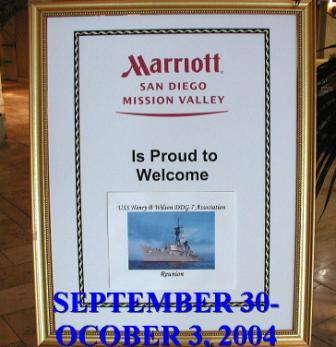 Marriott
SAN DIEGO
MISSION VALLEY
Is Proud to
Welcome
USS Henry B Wilson DDG-7 Association
Reunion
SEPTEMBER 30-
OCOBER 3, 2004